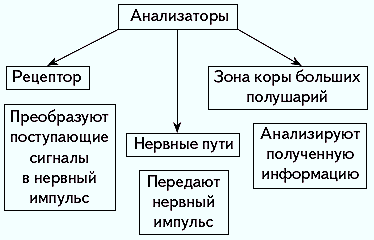 Анализаторы
Рецептор
Преобразуют
поступающие
сигналы
в нервный
импульс
Нервные пути
Передают
нервный
импульс
Зона коры больших
полушарий
Анализируют
полученную
информацию